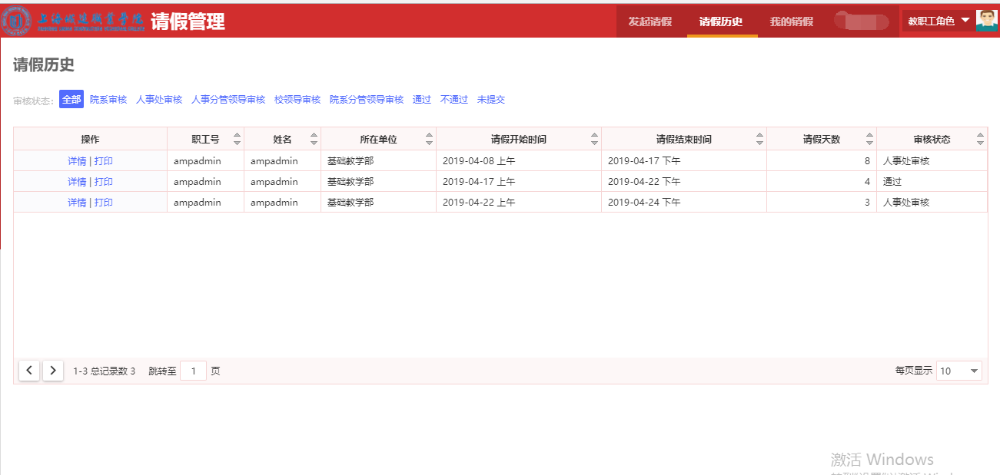 请假管理 发起请假 请假历史 我的销假 教职工角色
请假历史
审核状态: 全部 院系审核 人事处审核 人事分管领导审核 校领导审核 院系分管领导审核 通过 不通过 未提交
操作 职工号 姓名 所在单位 请假开始时间 请假结束时间 请假天数 审核状态
详情 | 打印 ampadmin ampadmin 基础教学部 2019-04-08 上午 2019-04-17 下午 8 人事处审核
详情 | 打印 ampadmin ampadmin 基础教学部 2019-04-17 上午 2019-04-22 下午 4 通过
详情 | 打印 ampadmin ampadmin 基础教学部 2019-04-22 上午 2019-04-24 下午 3 人事处审核
1-3 总记录数 3 跳转至 1 页 每页显示 10
激活 Windows